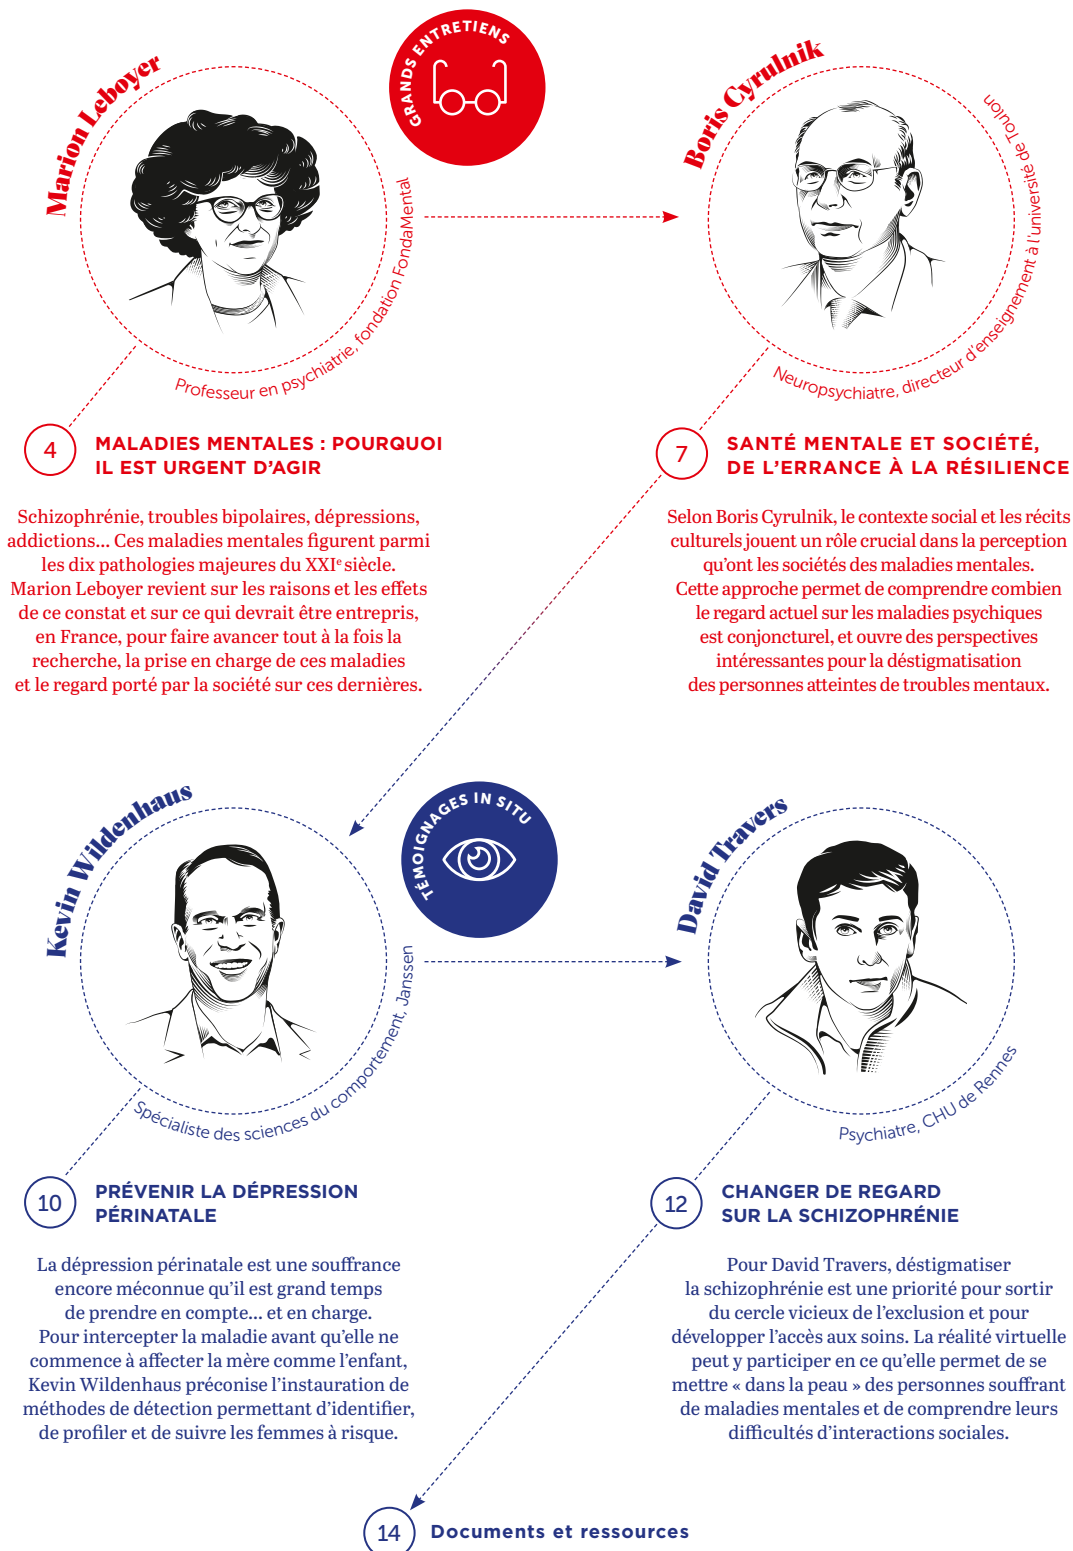 GRANDS ENTRETIENS
Marion Leboyer
Professeur en psychiatrie, fondation FondaMental
Boris Cyrulnik
Neuropsychiatre, directeur d’enseignement à l’université de Toulon
4
MALADIES MENTALES : POURQUOI
IL EST URGENT D’AGIR
Schizophrénie, troubles bipolaires, dépressions,
addictions... Ces maladies mentales figurent parmi
les dix pathologies majeures du XXIe siècle.
Marion Leboyer revient sur les raisons et les effets
de ce constat et sur ce qui devrait être entrepris,
en France, pour faire avancer tout à la fois la
recherche, la prise en charge de ces maladies
et le regard porté par la société sur ces dernières.
7
SANTÉ MENTALE ET SOCIÉTÉ,
DE L’ERRANCE À LA RÉSILIENCE
Selon Boris Cyrulnik, le contexte social et les récits
culturels jouent un rôle crucial dans la perception
qu’ont les sociétés des maladies mentales.
Cette approche permet de comprendre combien
le regard actuel sur les maladies psychiques
est conjoncturel, et ouvre des perspectives
intéressantes pour la déstigmatisation
des personnes atteintes de troubles mentaux.
TÉMOIGNAGES IN SITU
Kevin Wildenhaus
Spécialiste des sciences du comportement, Janssen
David Travers
Psychiatre, CHU de Rennes
10
PRÉVENIR LA DÉPRESSION
PÉRINATALE
La dépression périnatale est une souffrance
encore méconnue qu’il est grand temps
de prendre en compte... et en charge.
Pour intercepter la maladie avant qu’elle ne
commence à affecter la mère comme l’enfant,
Kevin Wildenhaus préconise l’instauration de
méthodes de détection permettant d’identifier,
de profiler et de suivre les femmes à risque.
12
CHANGER DE REGARD
SUR LA SCHIZOPHRÉNIE
Pour David Travers, déstigmatiser
la schizophrénie est une priorité pour sortir
du cercle vicieux de l’exclusion et pour
développer l’accès aux soins. La réalité virtuelle
peut y participer en ce qu’elle permet de se
mettre « dans la peau » des personnes souffrant
de maladies mentales et de comprendre leurs
difficultés d’interactions sociales.
14
Documents et ressources